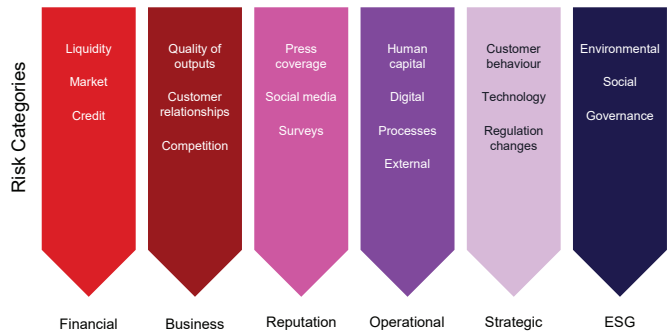 Risk Categories
Liquidity
Market
Credit
Quality of
outputs
Customer
relationships
Competition
Press
coverage
Social media
Surveys
Human
capital
Digital
Processes
External
Customer
behaviour
Technology
Regulation
changes
Environmental
Social
Governance
Financial
Business
Reputation
Operational
Strategic
ESG